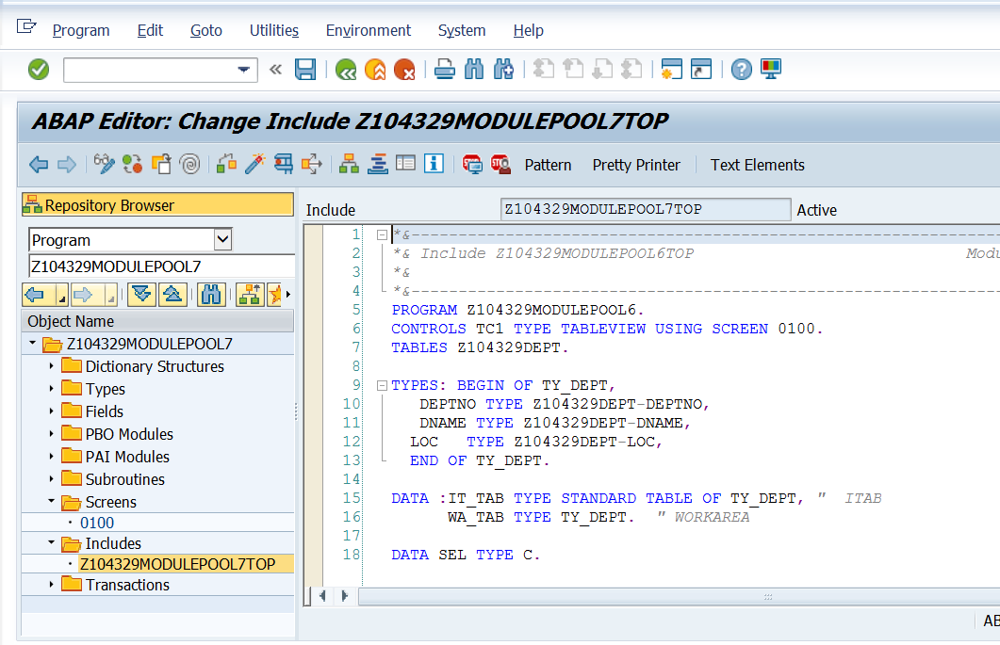 Program Edit Goto Utilities Environment System Help
ABAP Editor: Change Include Z104329MODULEPOOL7TOP
Pattern Pretty Printer Text Elements
Repository Browser
Include Z104329MODULEPOOL7TOP Active
Program
Z104329MODULEPOOL7
Object Name
Z104329MODULEPOOL7
Dictionary Structures
Types
Fields
PBO Modules
PAI Modules
Subroutines
Screens
0100
Includes
Z104329MODULEPOOL7TOP
Transactions
1 *&---------------------------------------------------------------------
2 *& Include Z104329MODULEPOOL6TOP Modu
3 *&
4 *&---------------------------------------------------------------------
5 PROGRAM Z104329MODULEPOOL6.
6 CONTROLS TC1 TYPE TABLEVIEW USING SCREEN 0100.
7 TABLES Z104329DEPT.
8
9 TYPES: BEGIN OF TY_DEPT,
10 DEPTNO TYPE Z104329DEPT-DEPTNO,
11 DNAME TYPE Z104329DEPT-DNAME,
12 LOC TYPE Z104329DEPT-LOC,
13 END OF TY_DEPT.
14
15 DATA :IT_TAB TYPE STANDARD TABLE OF TY_DEPT, " ITAB
16 WA_TAB TYPE TY_DEPT. " WORKAREA
17
18 DATA SEL TYPE C.
AB